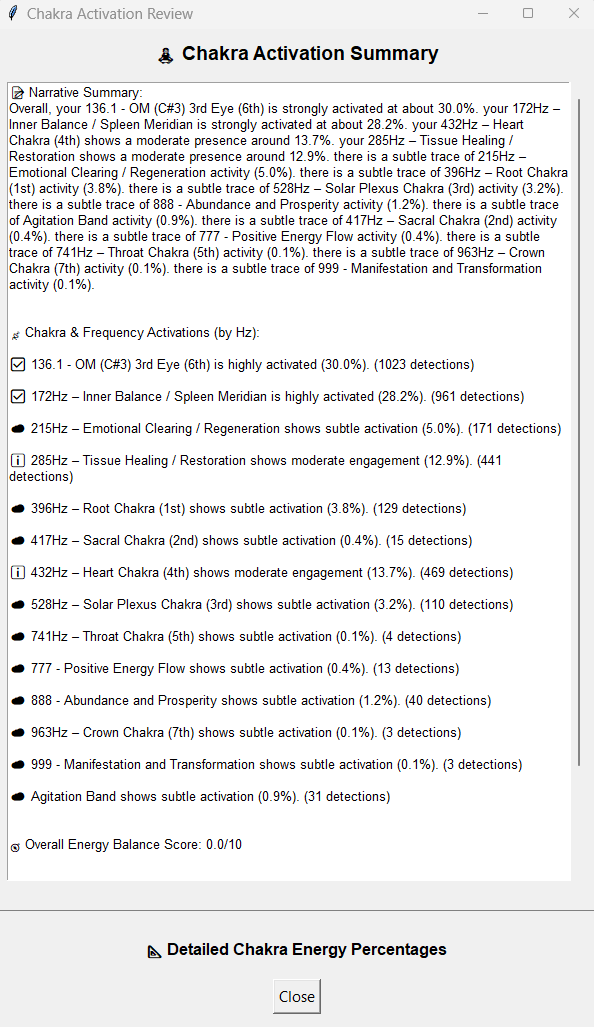 Chakra Activation Review
Chakra Activation Summary
Narrative Summary:
Overall, your 136.1 - OM (C#3) 3rd Eye (6th) is strongly activated at about 30.0%. your 172Hz –
Inner Balance / Spleen Meridian is strongly activated at about 28.2%. your 432Hz – Heart
Chakra (4th) shows a moderate presence around 13.7%. your 285Hz – Tissue Healing /
Restoration shows a moderate presence around 12.9%. there is a subtle trace of 215Hz –
Emotional Clearing / Regeneration activity (5.0%). there is a subtle trace of 396Hz – Root Chakra
(1st) activity (3.8%). there is a subtle trace of 528Hz – Solar Plexus Chakra (3rd) activity (3.2%).
there is a subtle trace of 888 - Abundance and Prosperity activity (1.2%). there is a subtle trace
of Agitation Band activity (0.9%). there is a subtle trace of 417Hz – Sacral Chakra (2nd) activity
(0.4%). there is a subtle trace of 777 - Positive Energy Flow activity (0.4%). there is a subtle
trace of 741Hz – Throat Chakra (5th) activity (0.1%). there is a subtle trace of 963Hz – Crown
Chakra (7th) activity (0.1%). there is a subtle trace of 999 - Manifestation and Transformation
activity (0.1%).
Chakra & Frequency Activations (by Hz):
136.1 - OM (C#3) 3rd Eye (6th) is highly activated (30.0%). (1023 detections)
172Hz – Inner Balance / Spleen Meridian is highly activated (28.2%). (961 detections)
215Hz – Emotional Clearing / Regeneration shows subtle activation (5.0%). (171 detections)
285Hz – Tissue Healing / Restoration shows moderate engagement (12.9%). (441
detections)
396Hz – Root Chakra (1st) shows subtle activation (3.8%). (129 detections)
417Hz – Sacral Chakra (2nd) shows subtle activation (0.4%). (15 detections)
432Hz – Heart Chakra (4th) shows moderate engagement (13.7%). (469 detections)
528Hz – Solar Plexus Chakra (3rd) shows subtle activation (3.2%). (110 detections)
741Hz – Throat Chakra (5th) shows subtle activation (0.1%). (4 detections)
777 - Positive Energy Flow shows subtle activation (0.4%). (13 detections)
888 - Abundance and Prosperity shows subtle activation (1.2%). (40 detections)
963Hz – Crown Chakra (7th) shows subtle activation (0.1%). (3 detections)
999 - Manifestation and Transformation shows subtle activation (0.1%). (3 detections)
Agitation Band shows subtle activation (0.9%). (31 detections)
Overall Energy Balance Score: 0.0/10
Detailed Chakra Energy Percentages
Close